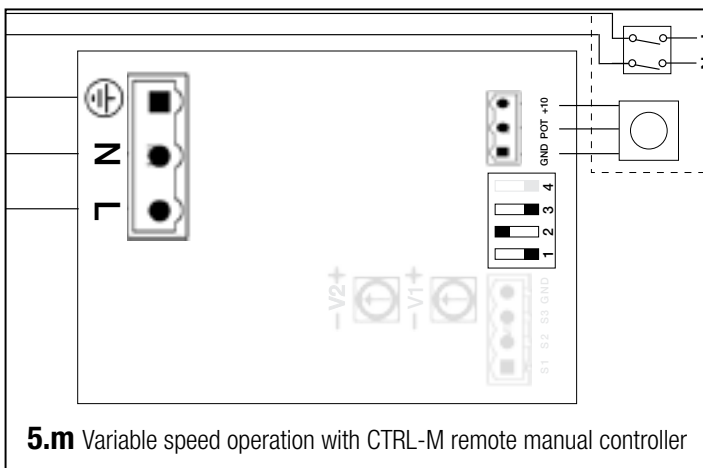 N
L
+10
POT
GND
4
3
2
1
−V2+
−V1+
S1 S2 S3 GND
5.m Variable speed operation with CTRL-M remote manual controller